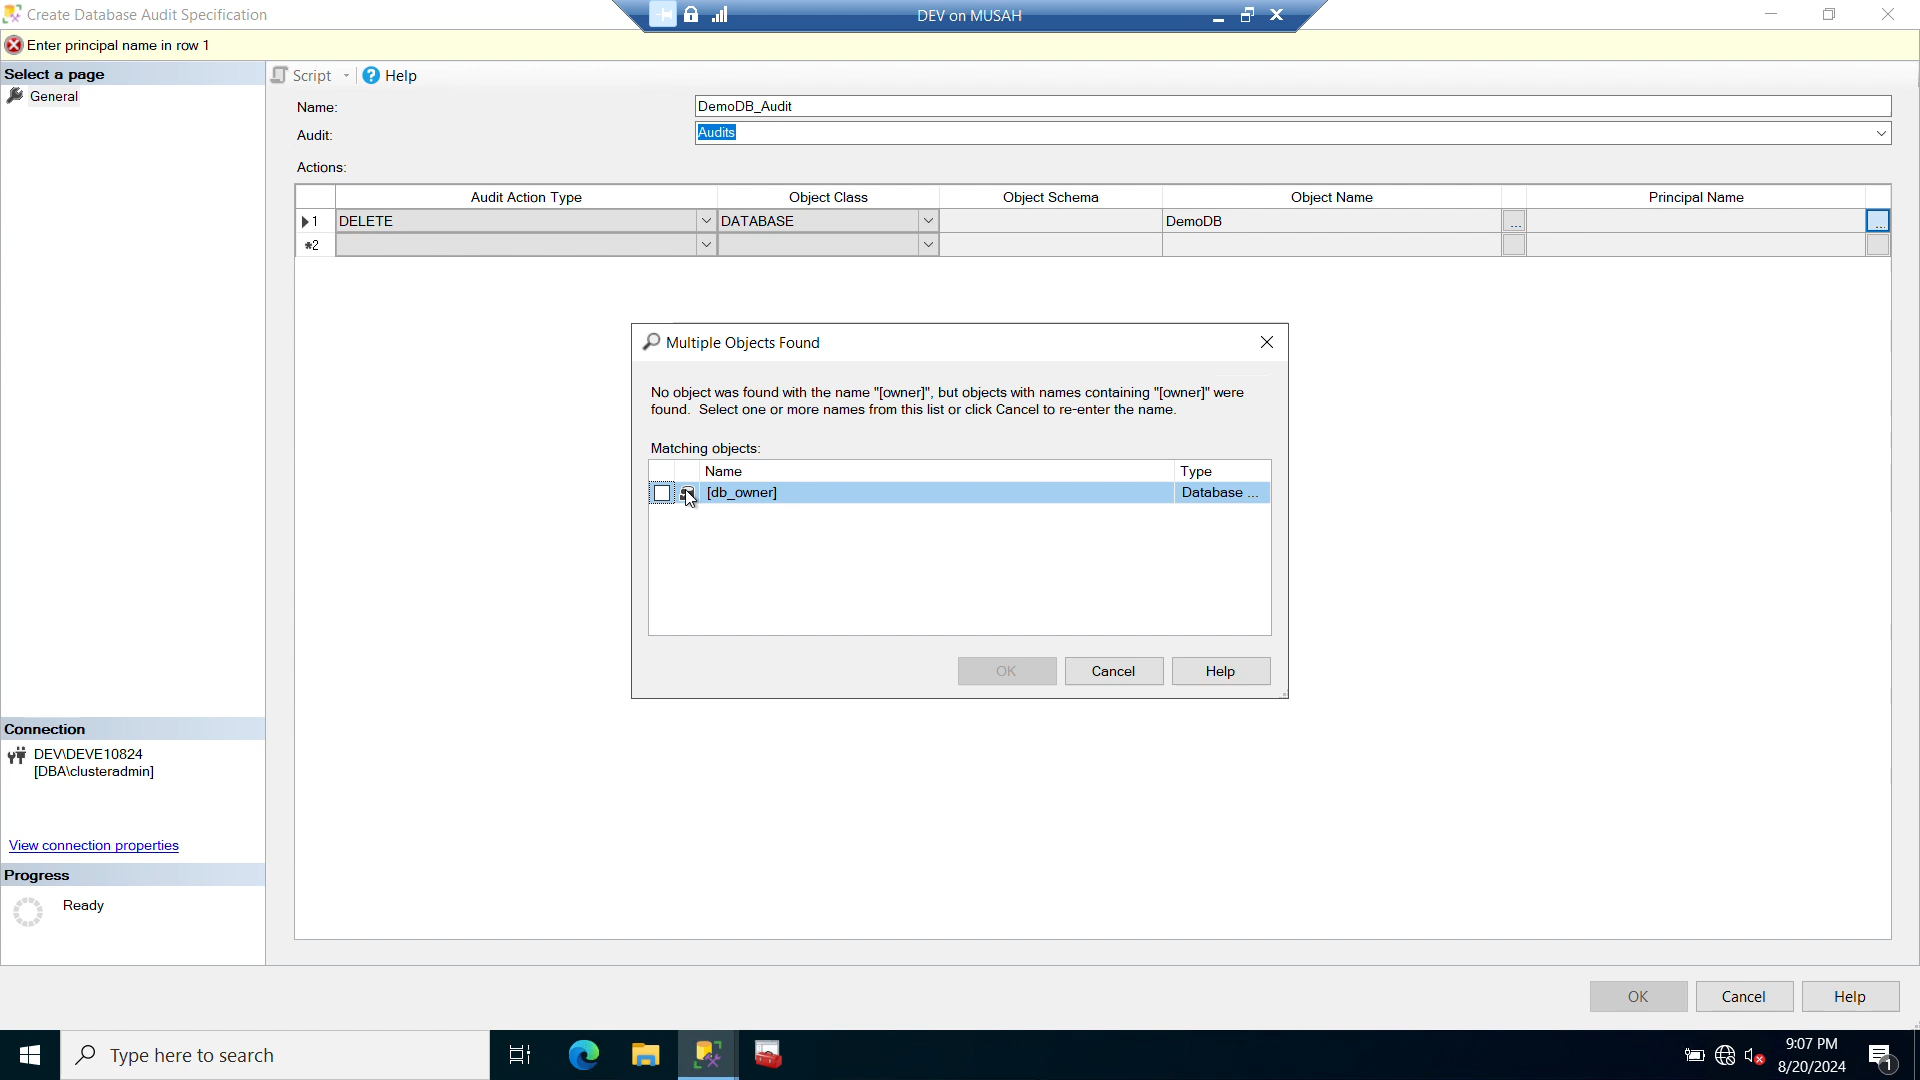 Create Database Audit Specification
DEV on MUSAH
Enter principal name in row 1
Select a page
General
Script
Help
Name:
DemoDB_Audit
Audit:
Audits
Actions:
Audit Action Type
Object Class
Object Schema
Object Name
Principal Name
1
DELETE
DATABASE
DemoDB
...
...
*2
Multiple Objects Found
No object was found with the name "[owner]", but objects with names containing "[owner]" were
found. Select one or more names from this list or click Cancel to re-enter the name.
Matching objects:
Name
Type
[db_owner]
Database ...
OK
Cancel
Help
Connection
DEV\DEVE10824
[DBA\clusteradmin]
View connection properties
Progress
Ready
OK
Cancel
Help
Type here to search
9:07 PM
8/20/2024
1